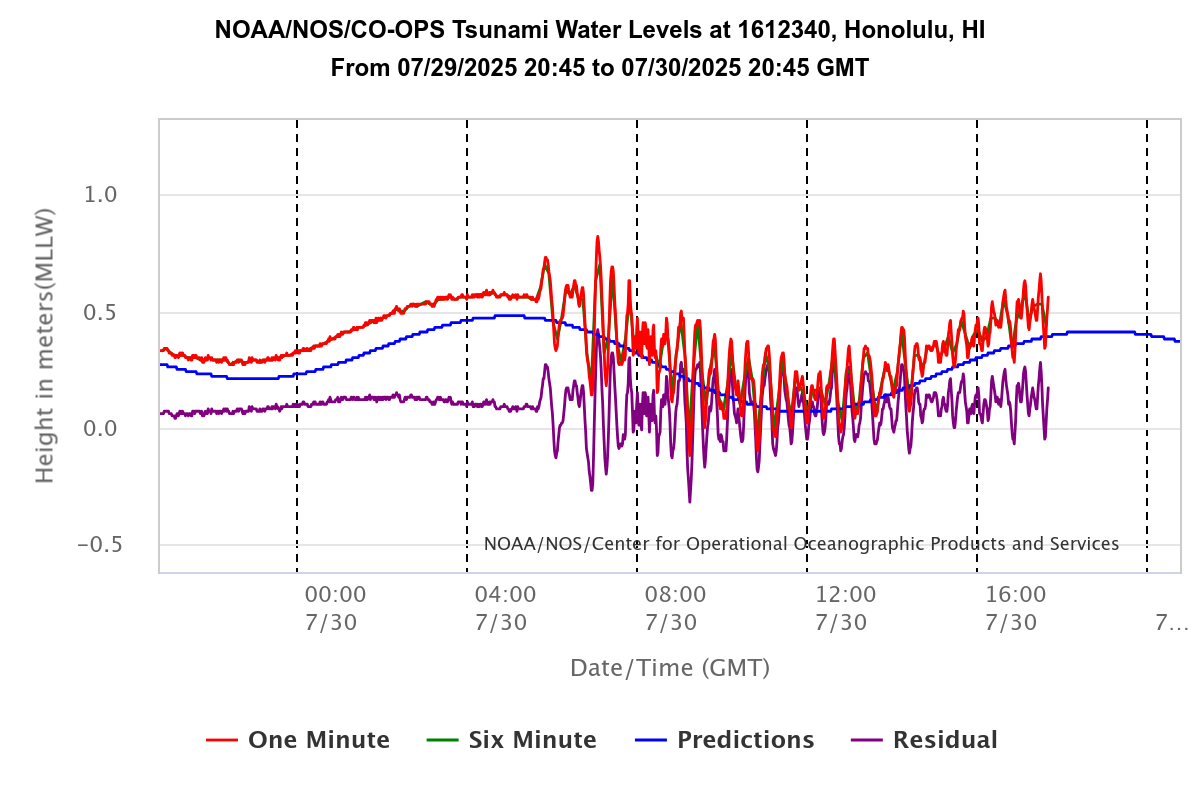 NOAA/NOS/CO-OPS Tsunami Water Levels at 1612340, Honolulu, HI
From 07/29/2025 20:45 to 07/30/2025 20:45 GMT
Height in meters(MLLW)
1.0
0.5
0.0
−0.5
NOAA/NOS/Center for Operational Oceanographic Products and Services
00:00 04:00 08:00 12:00 16:00
7/30 7/30 7/30 7/30 7/30 7…
Date/Time (GMT)
One Minute Six Minute Predictions Residual